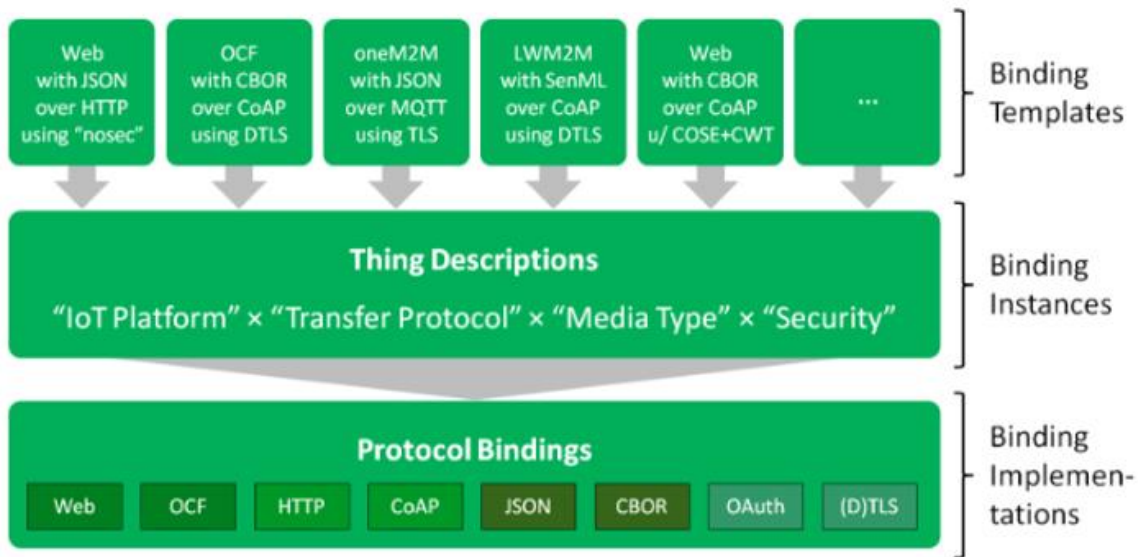 Web
with JSON
over HTTP
using “nosec”
OCF
with CBOR
over CoAP
using DTLS
oneM2M
with JSON
over MQTT
using TLS
LWM2M
with SenML
over CoAP
using DTLS
Web
with CBOR
over CoAP
u/ COSE+CWT
...
Binding
Templates
Thing Descriptions
“IoT Platform” × “Transfer Protocol” × “Media Type” × “Security”
Binding
Instances
Protocol Bindings
Web
OCF
HTTP
CoAP
JSON
CBOR
OAuth
(D)TLS
Binding
Implemen-
tations